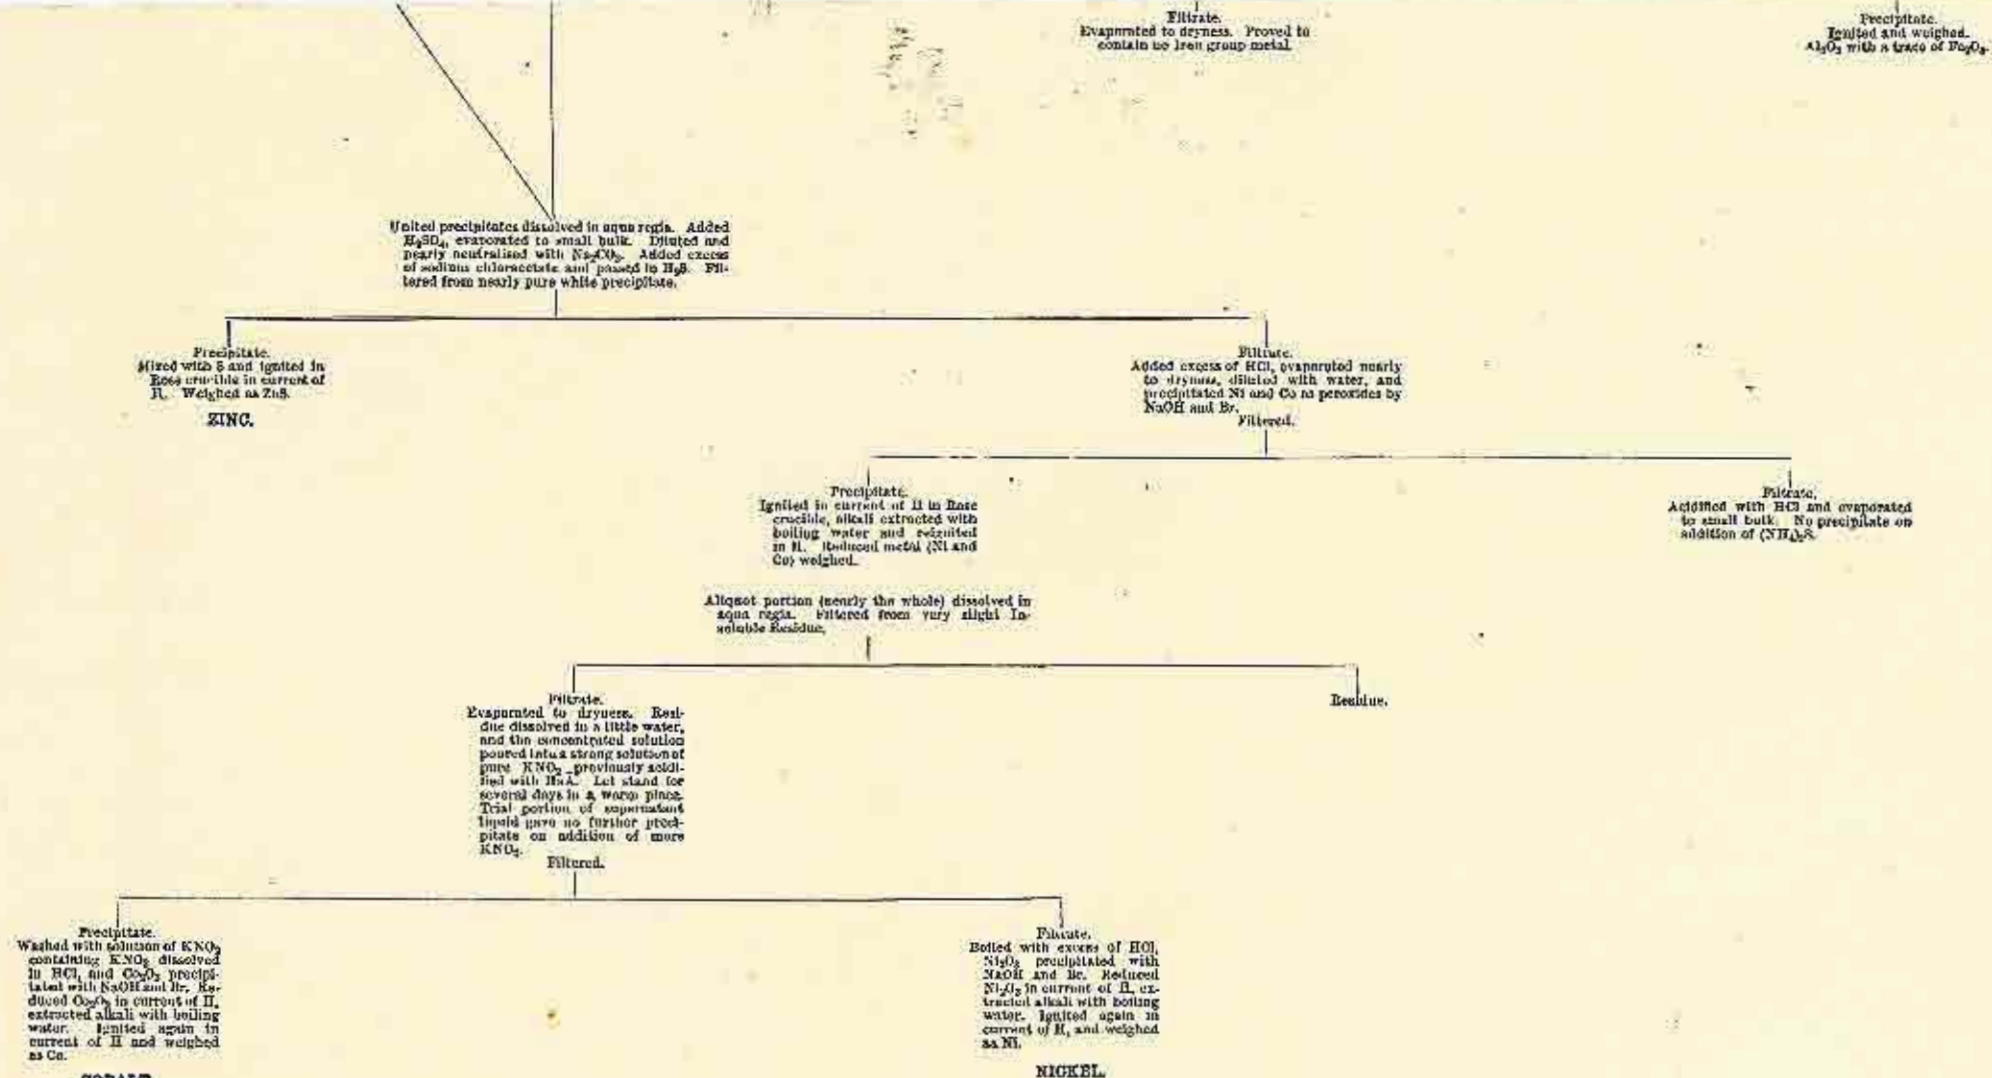 Filtrate.
Evaporated to dryness. Proved to
contain no Iron group metal
Precipitate.
Ignited and weighed.
Al₂O₃ with a trace of Fe₂O₃.
United precipitates dissolved in aqua regia. Added
H₂SO₄, evaporated to small bulk. Diluted and
nearly neutralised with Na₂CO₃. Added excess
of sodium chloracetate and passed in H₂S. Fil-
tered from nearly pure white precipitate.
Precipitate.
Mixed with S and ignited in
Rose crucible in current of
H. Weighed as ZnS.
ZINC.
Filtrate.
Added excess of HCl, evaporated nearly
to dryness, diluted with water, and
precipitated Ni and Co as peroxides by
NaOH and Br.
Filtered.
Precipitate.
Ignited in current of H in Rose
crucible, alkali extracted with
boiling water and reignited
in H. Reduced metal (Ni and
Co) weighed.
Filtrate.
Acidified with HCl and evaporated
to small bulk. No precipitate on
addition of (NH₄)₂S.
Aliquot portion (nearly the whole) dissolved in
aqua regia. Filtered from very slight In-
soluble Residue.
Filtrate.
Evaporated to dryness. Resi-
due dissolved in a little water,
and the concentrated solution
poured into a strong solution of
pure KNO₂ previously acidi-
fied with Let stand for
several days in a warm place.
Trial portion of supernatant
liquid gave no further preci-
pitate on addition of more
KNO₂.
Filtered.
Residue.
Precipitate.
Washed with solution of KNO₂
containing KNO₃ dissolved
in HCl, and Co₂O₃ precipi-
tated with NaOH and Br. Re-
duced Co₂O₃ in current of H,
extracted alkali with boiling
water. Ignited again in
current of H and weighed
as Co.
COBALT.
Filtrate.
Boiled with excess of HCl,
Ni₂O₃ precipitated with
NaOH and Br. Reduced
Ni₂O₃ in current of H, ex-
tracted alkali with boiling
water. Ignited again in
current of H, and weighed
as Ni.
NICKEL.